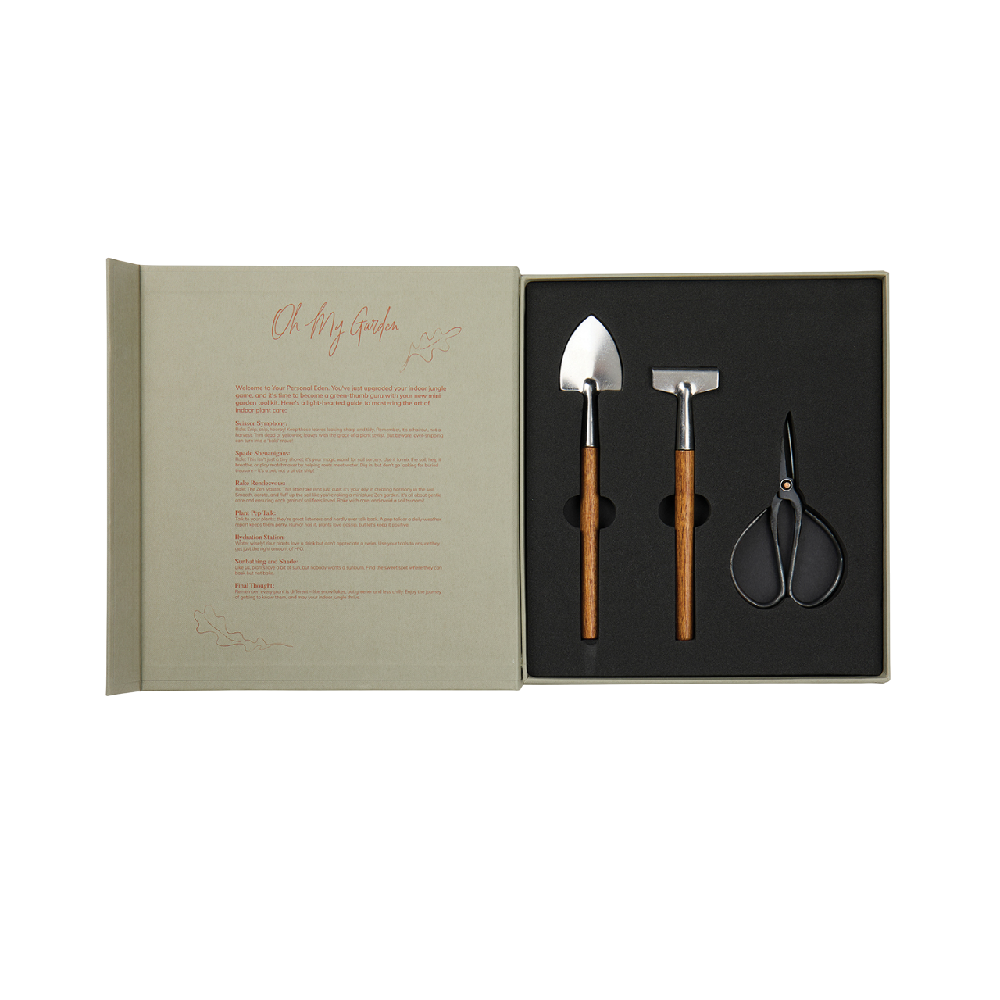 Oh My Garden
Welcome to Your Personal Eden. You've just upgraded your indoor jungle
game, and it's time to become a green-thumb guru with your new mini
garden tool kit. Here's a light-hearted guide to mastering the art of
indoor plant care:
Scissor Symphony:
Role: Snip, snip, hooray! Keep those leaves looking sharp and tidy. Remember, it's a haircut, not a
harvest. Trim dead or yellowing leaves with the grace of a plant stylist. But beware, over-snipping
can turn into a 'bald' move!
Spade Shenanigans:
Role: This isn't just a tiny shovel; it's your magic wand for soil sorcery. Use it to mix the soil, help it
breathe, or play matchmaker by helping roots meet water. Dig in, but don't go looking for buried
treasure - it's a pot, not a pirate ship!
Rake Rendezvous:
Role: The Zen Master. This little rake isn't just cute; it's your ally in creating harmony in the soil.
Smooth, aerate, and fluff up the soil like you're raking a miniature Zen garden. It's all about gentle
care and ensuring each grain of soil feels loved. Rake with care, and avoid a soil tsunami!
Plant Pep Talk:
Talk to your plants; they're great listeners and hardly ever talk back. A pep talk or a daily weather
report keeps them perky. Rumor has it, plants love gossip, but let's keep it positive!
Hydration Station:
Water wisely! Your plants love a drink but don't appreciate a swim. Use your tools to ensure they
get just the right amount of H²O.
Sunbathing and Shade:
Like us, plants love a bit of sun, but nobody wants a sunburn. Find the sweet spot where they can
bask but not bake.
Final Thought:
Remember, every plant is different - like snowflakes, but greener and less chilly. Enjoy the journey
of getting to know them, and may your indoor jungle thrive